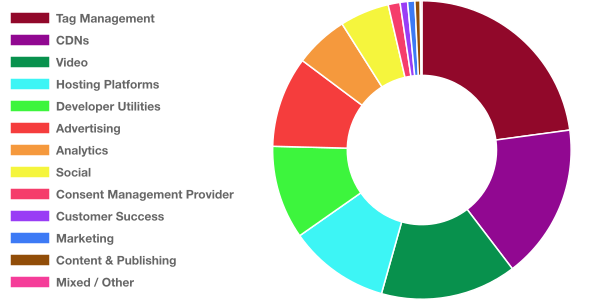 Tag Management
CDNs
Video
Hosting Platforms
Developer Utilities
Advertising
Analytics
Social
Consent Management Provider
Customer Success
Marketing
Content & Publishing
Mixed / Other